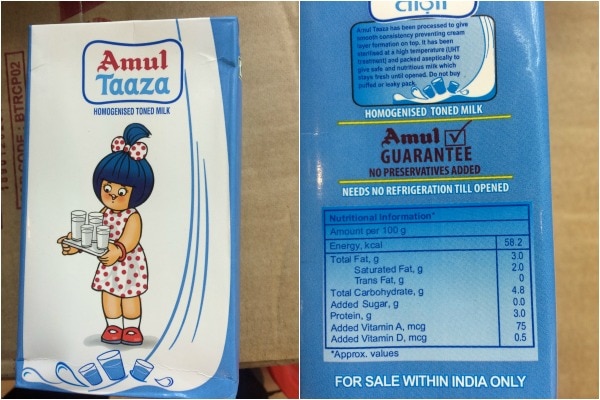 Amul
Taaza
HOMOGENISED TONED MILK
CODE : BTRCP02
Amul Taaza has been processed to give
smooth consistency preventing cream
layer formation on top. It has been
sterilised at a high temperature (UHT
treatment) and packed aseptically to
give safe and nutritious milk which
stays fresh until opened. Do not buy
puffed or leaky pack.
HOMOGENISED TONED MILK
Amul
GUARANTEE
NO PRESERVATIVES ADDED
NEEDS NO REFRIGERATION TILL OPENED
Nutritional Information*
Amount per 100 g
Energy, kcal 58.2
Total Fat, g 3.0
Saturated Fat, g 2.0
Trans Fat, g 0
Total Carbohydrate, g 4.8
Added Sugar, g 0.0
Protein, g 3.0
Added Vitamin A, mcg 75
Added Vitamin D, mcg 0.5
*Approx. values
FOR SALE WITHIN INDIA ONLY